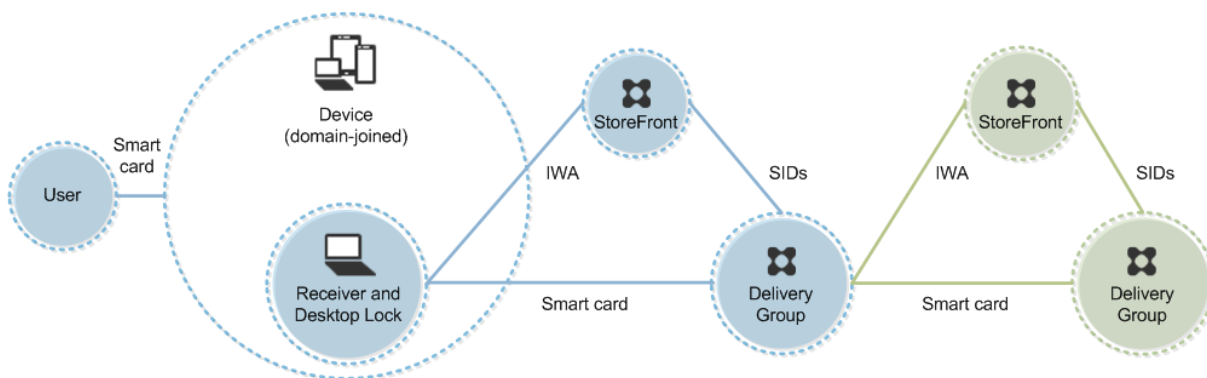 User
Smart
card
Device
(domain-joined)
Receiver and
Desktop Lock
IWA
StoreFront
SIDs
Smart card
Delivery
Group
IWA
StoreFront
SIDs
Smart card
Delivery
Group